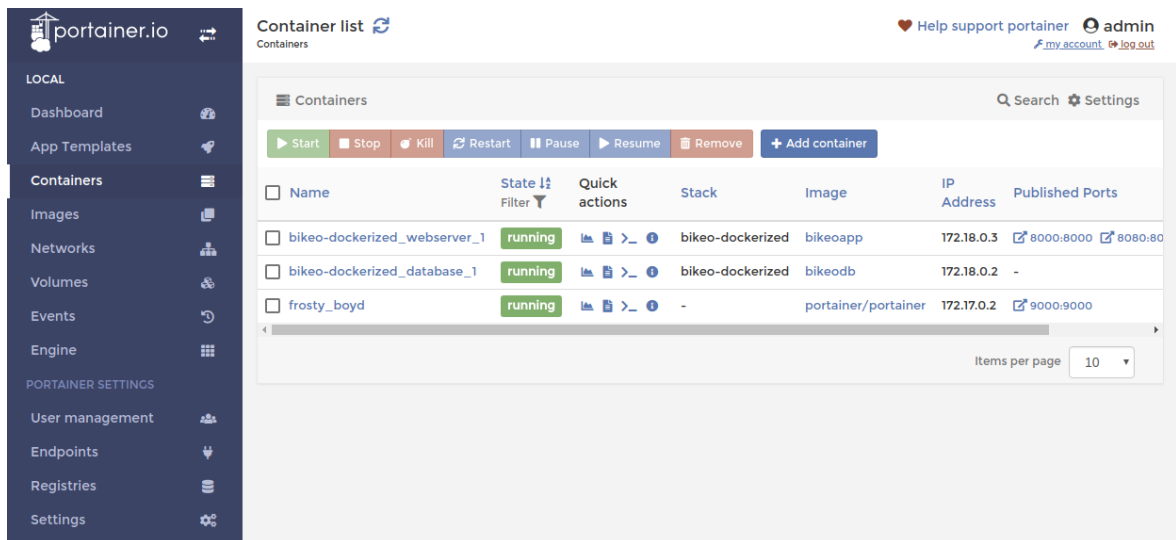 portainer.io
LOCAL
Dashboard
App Templates
Containers
Images
Networks
Volumes
Events
Engine
PORTAINER SETTINGS
User management
Endpoints
Registries
Settings
Container list
Containers
Help support portainer admin
my account log out
Containers
Search Settings
Start Stop Kill Restart Pause Resume Remove + Add container
Name State Filter Quick actions Stack Image IP Address Published Ports
bikeo-dockerized_webserver_1 running bikeo-dockerized bikeoapp 172.18.0.3 8000:8000 8080:80
bikeo-dockerized_database_1 running bikeo-dockerized bikeodb 172.18.0.2 -
frosty_boyd running - portainer/portainer 172.17.0.2 9000:9000
Items per page 10